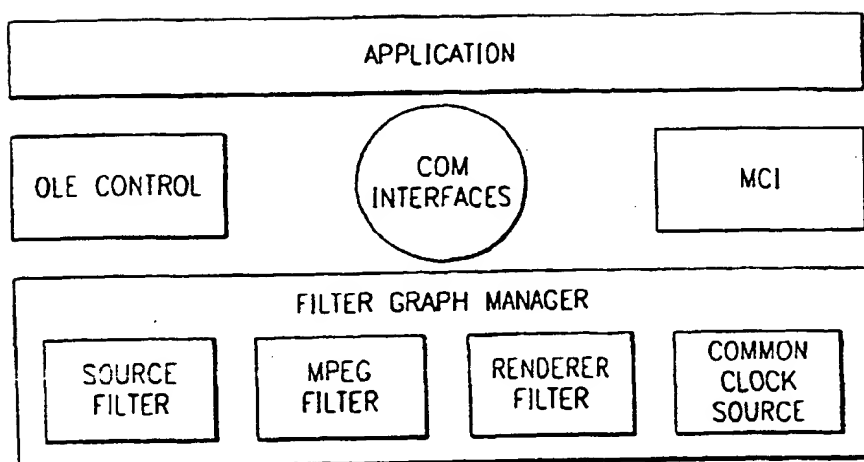 APPLICATION
OLE CONTROL
COM
INTERFACES
MCI
FILTER GRAPH MANAGER
SOURCE
FILTER
MPEG
FILTER
RENDERER
FILTER
COMMON
CLOCK
SOURCE